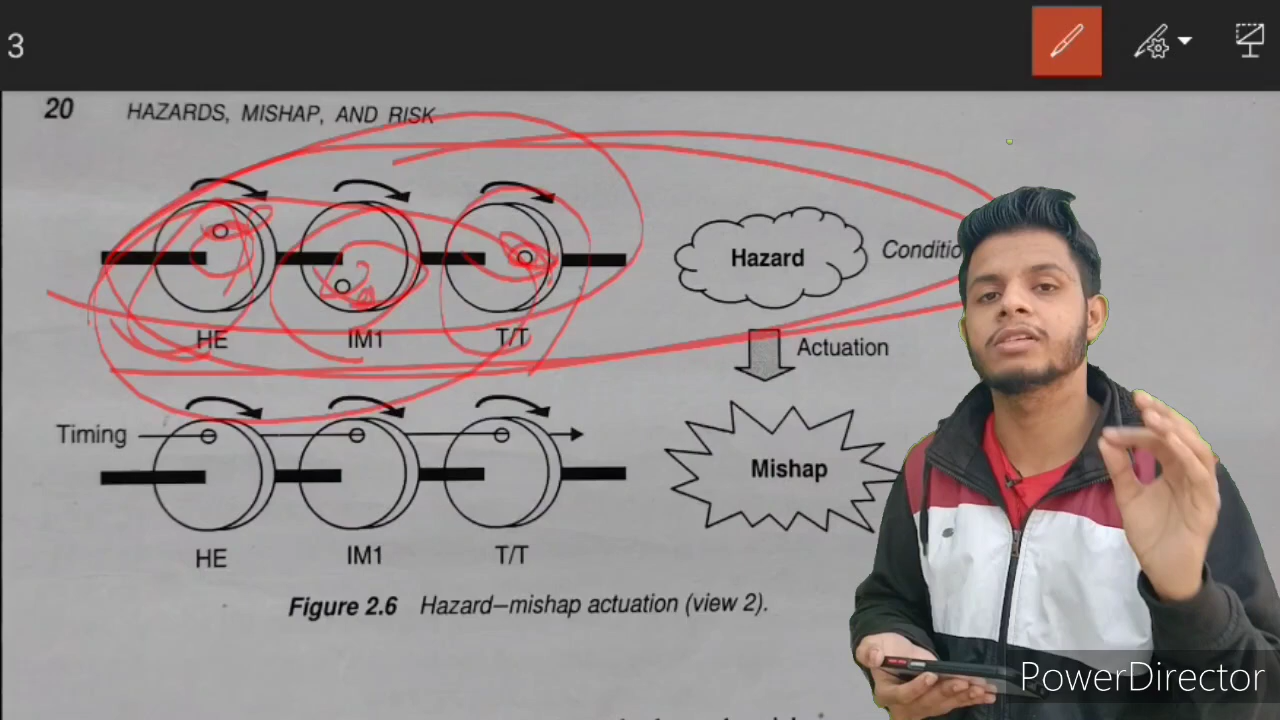 3
20 HAZARDS, MISHAP, AND RISK
Hazard
Conditio
HE IM1 T/T
Actuation
Timing
Mishap
HE IM1 T/T
Figure 2.6 Hazard–mishap actuation (view 2).
PowerDirector